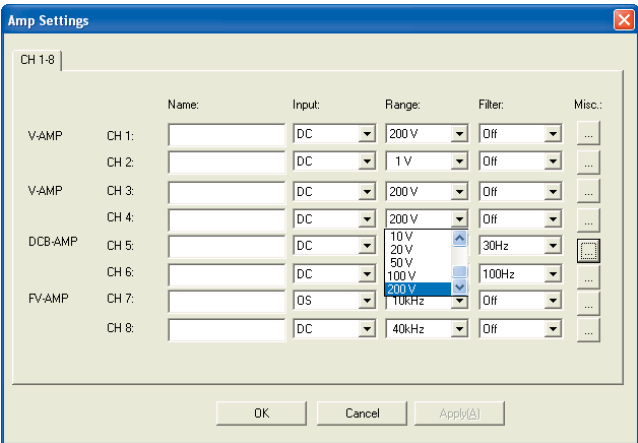 Amp Settings
CH 1-8
Name: Input: Range: Filter: Misc.:
V-AMP CH 1: DC 200 V Off ...
CH 2: DC 1 V Off ...
V-AMP CH 3: DC 200 V Off ...
CH 4: DC 200 V Off ...
10 V
DCB-AMP CH 5: DC 20 V 30Hz ...
50 V
CH 6: DC 100 V 100Hz ...
200 V
FV-AMP CH 7: OS 10kHz Off ...
CH 8: DC 40kHz Off ...
OK Cancel Apply(A)